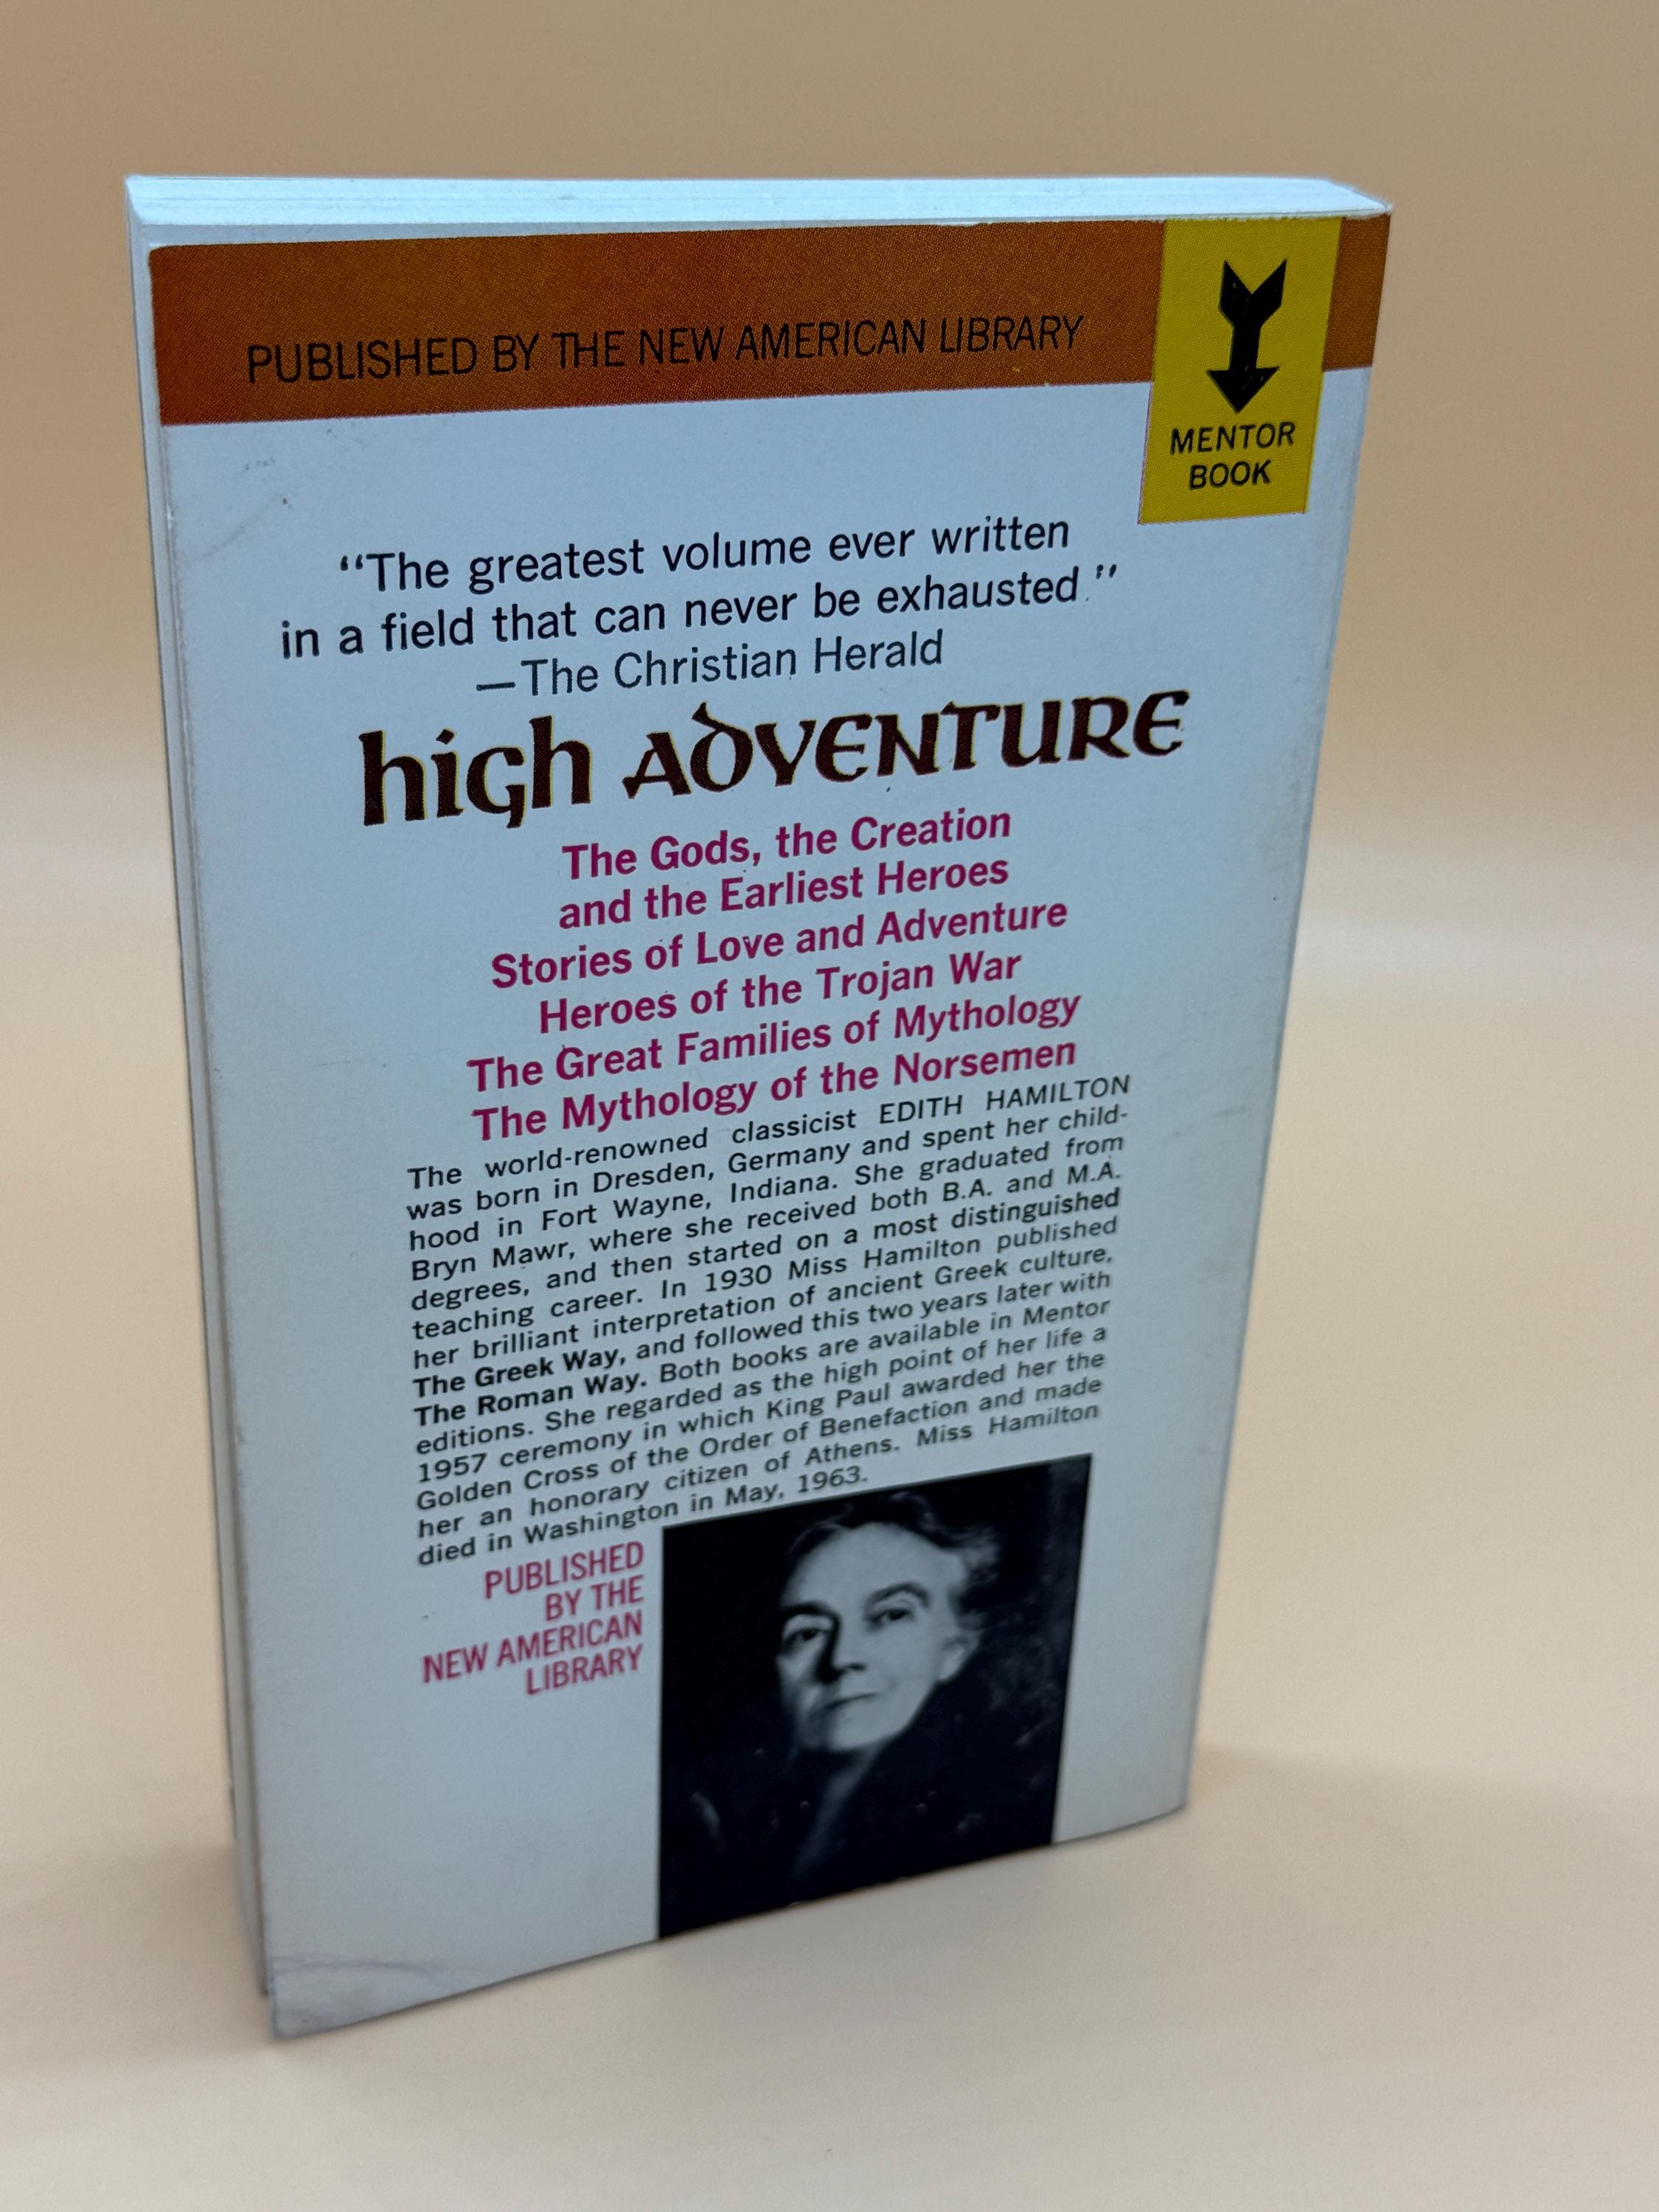 PUBLISHED BY THE NEW AMERICAN LIBRARY
MENTOR
BOOK
“The greatest volume ever written
in a field that can never be exhausted.”
—The Christian Herald
high ADVENTURE
The Gods, the Creation
and the Earliest Heroes
Stories of Love and Adventure
Heroes of the Trojan War
The Great Families of Mythology
The Mythology of the Norsemen
The world-renowned classicist EDITH HAMILTON
was born in Dresden, Germany and spent her child-
hood in Fort Wayne, Indiana. She graduated from
Bryn Mawr, where she received both B.A. and M.A.
degrees, and then started on a most distinguished
teaching career. In 1930 Miss Hamilton published
her brilliant interpretation of ancient Greek culture,
The Greek Way, and followed this two years later with
The Roman Way. Both books are available in Mentor
editions. She regarded as the high point of her life a
1957 ceremony in which King Paul awarded her the
Golden Cross of the Order of Benefaction and made
her an honorary citizen of Athens. Miss Hamilton
died in Washington in May, 1963.
PUBLISHED
BY THE
NEW AMERICAN
LIBRARY